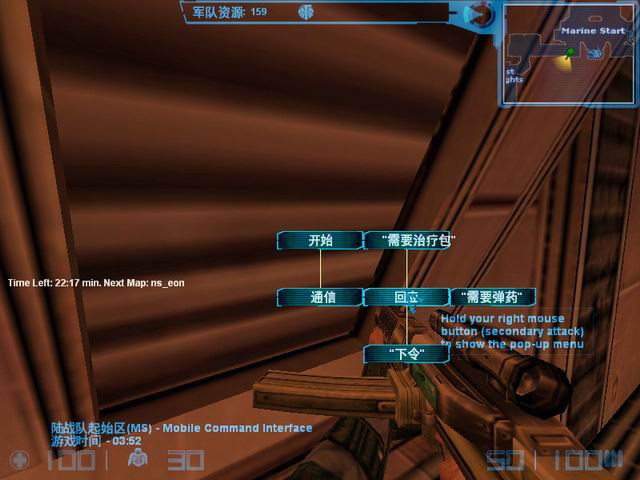 军队资源: 159
Marine Start
st
ghts
开始
"需要治疗包"
Time Left: 22:17 min. Next Map: ns_eon
通信
回应
"需要弹药"
Hold your right mouse
button (secondary attack)
to show the pop-up menu
"下令"
陆战队起始区(MS) - Mobile Command Interface
游戏时间 - 03:52
100
30
50
100